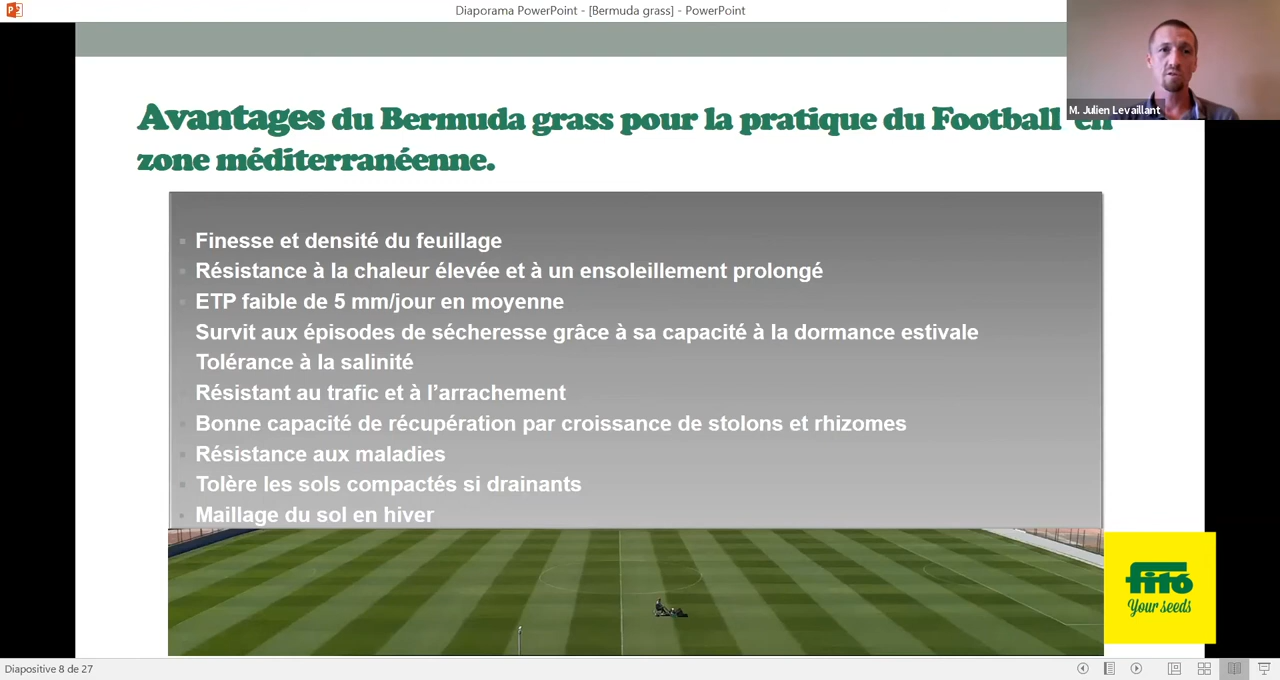 Diaporama PowerPoint - [Bermuda grass] - PowerPoint
M. Julien Levaillant
Avantages du Bermuda grass pour la pratique du Football en
zone méditerranéenne.
Finesse et densité du feuillage
Résistance à la chaleur élevée et à un ensoleillement prolongé
ETP faible de 5 mm/jour en moyenne
Survit aux épisodes de sécheresse grâce à sa capacité à la dormance estivale
Tolérance à la salinité
Résistant au trafic et à l’arrachement
Bonne capacité de récupération par croissance de stolons et rhizomes
Résistance aux maladies
Tolère les sols compactés si drainants
Maillage du sol en hiver
fitó
Your seeds
Diapositive 8 de 27